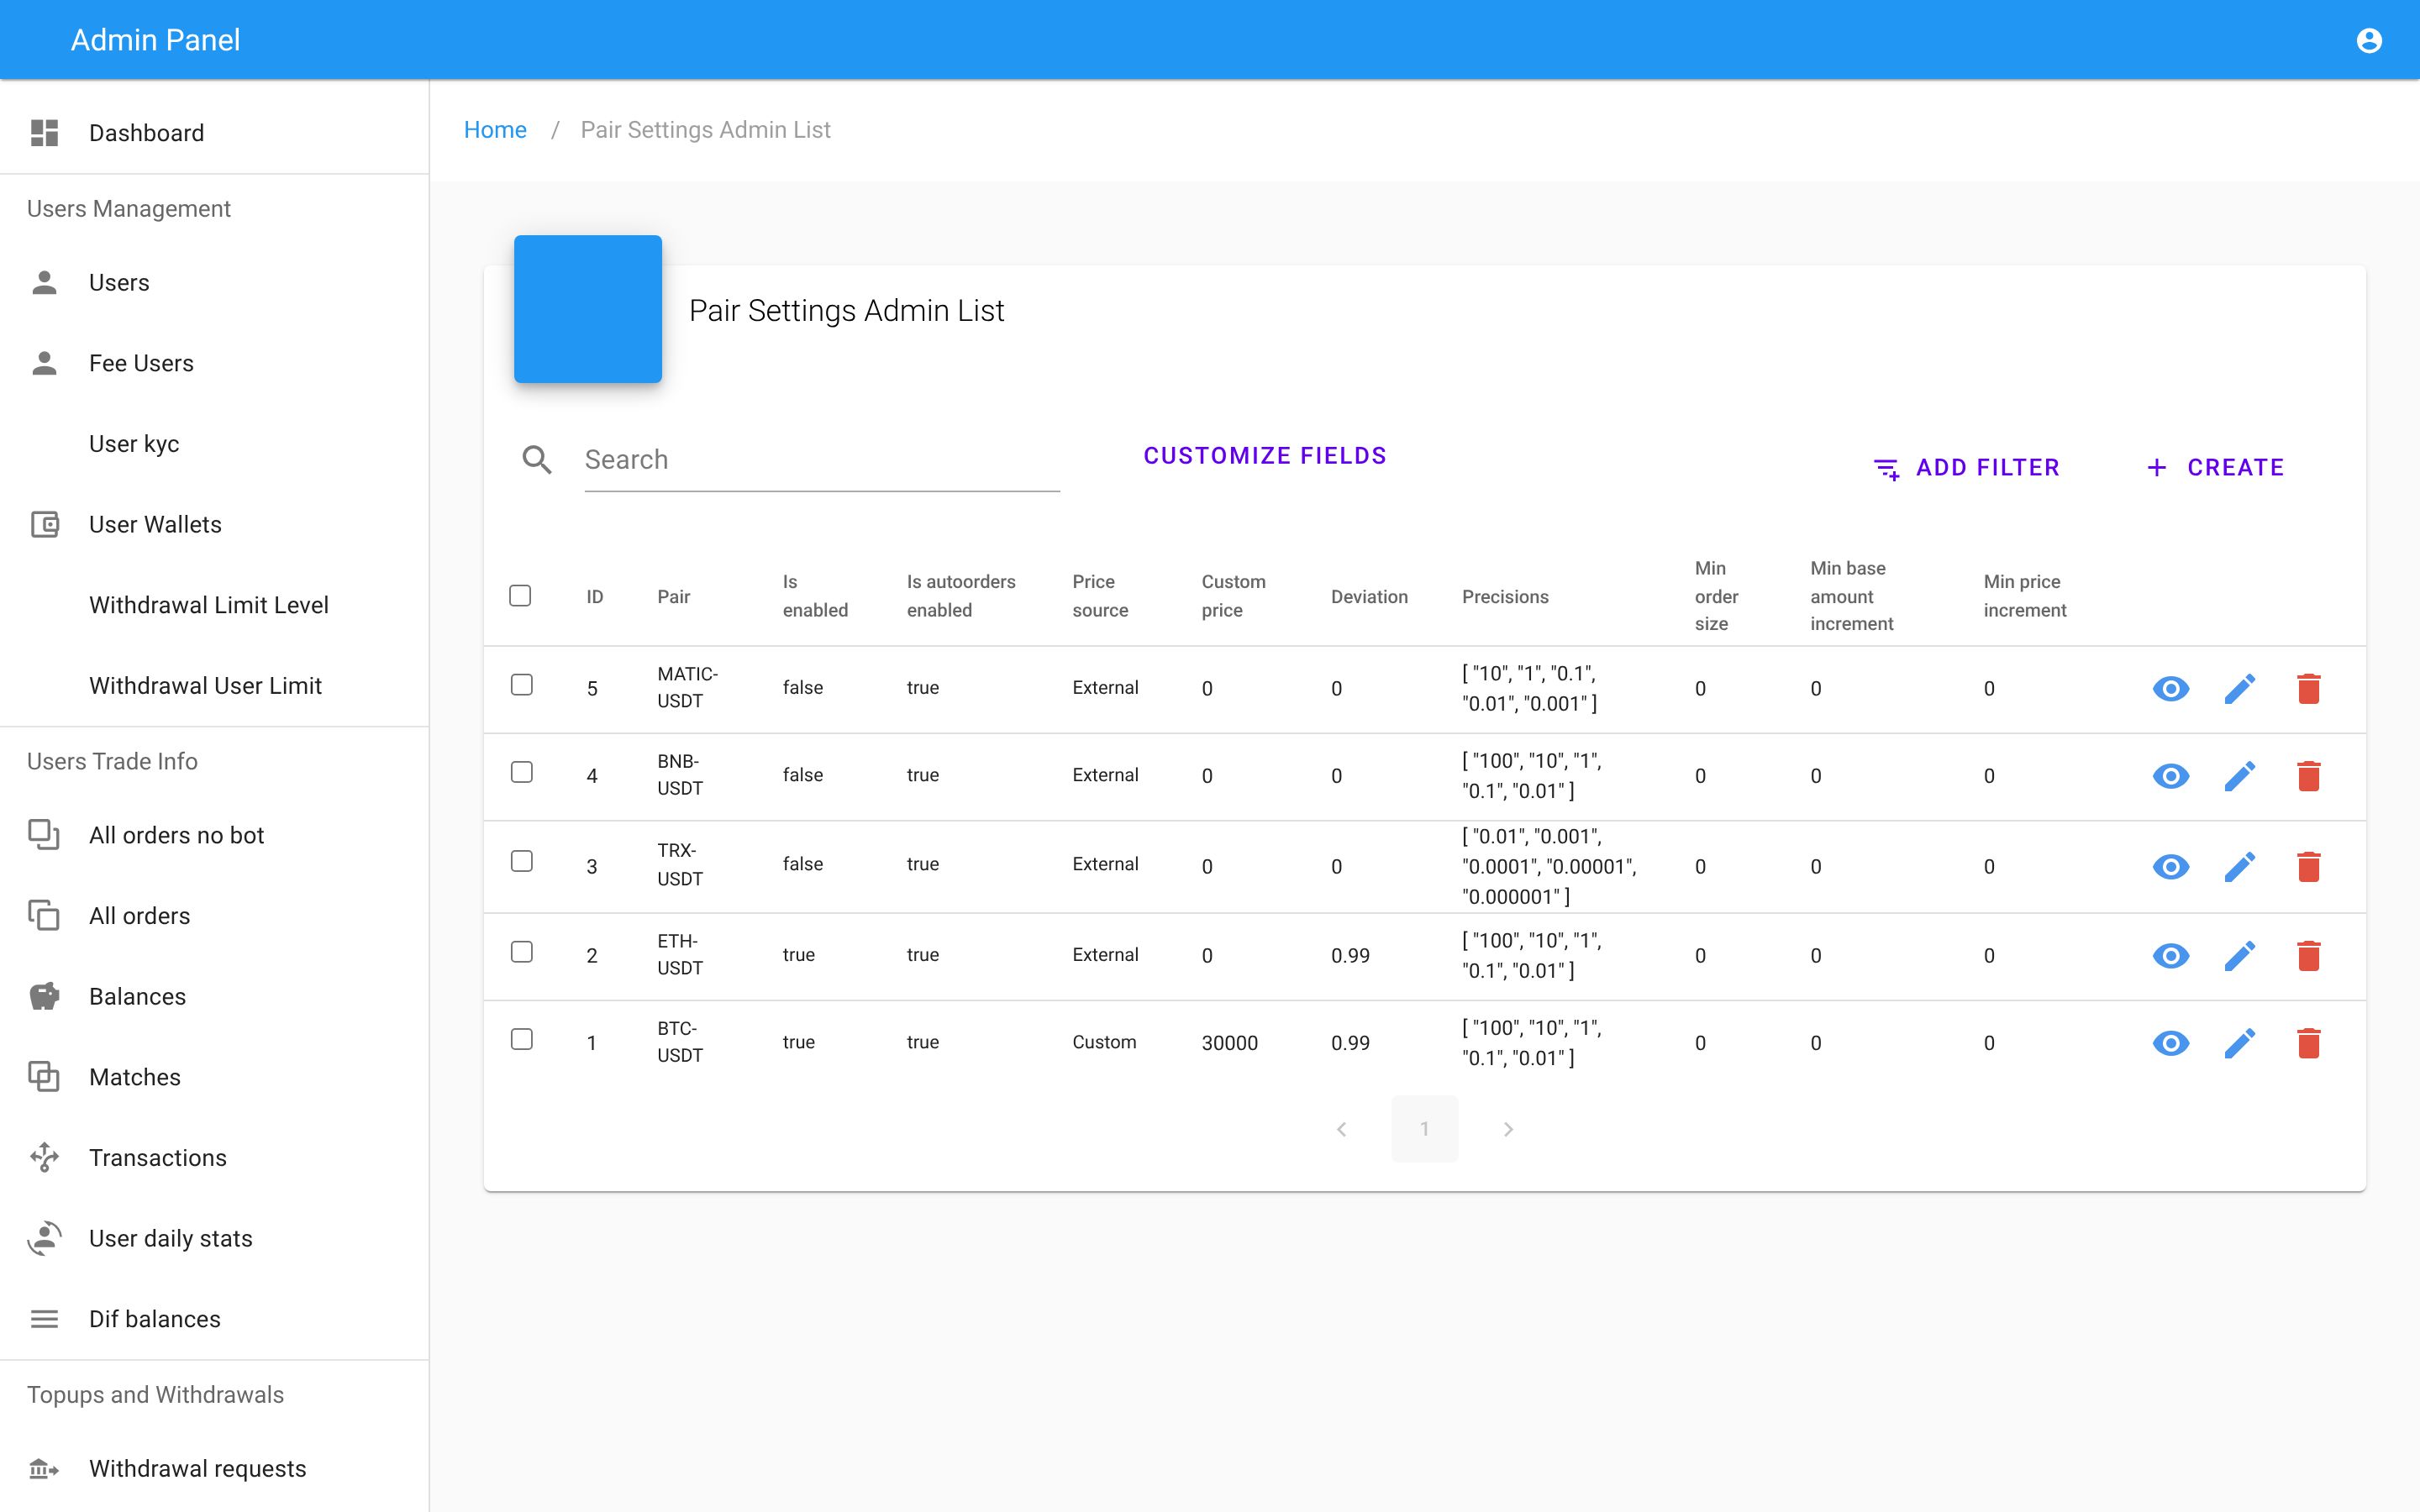 Admin Panel
Dashboard
Users Management
Users
Fee Users
User kyc
User Wallets
Withdrawal Limit Level
Withdrawal User Limit
Users Trade Info
All orders no bot
All orders
Balances
Matches
Transactions
User daily stats
Dif balances
Topups and Withdrawals
Withdrawal requests
Home / Pair Settings Admin List
Pair Settings Admin List
Search
CUSTOMIZE FIELDS
ADD FILTER
+ CREATE
ID
Pair
Is
enabled
Is autoorders
enabled
Price
source
Custom
price
Deviation
Precisions
Min
order
size
Min base
amount
increment
Min price
increment
5
MATIC-
USDT
false
true
External
0
0
[ "10", "1", "0.1",
"0.01", "0.001" ]
0
0
0
4
BNB-
USDT
false
true
External
0
0
[ "100", "10", "1",
"0.1", "0.01" ]
0
0
0
3
TRX-
USDT
false
true
External
0
0
[ "0.01", "0.001",
"0.0001", "0.00001",
"0.000001" ]
0
0
0
2
ETH-
USDT
true
true
External
0
0.99
[ "100", "10", "1",
"0.1", "0.01" ]
0
0
0
1
BTC-
USDT
true
true
Custom
30000
0.99
[ "100", "10", "1",
"0.1", "0.01" ]
0
0
0
1